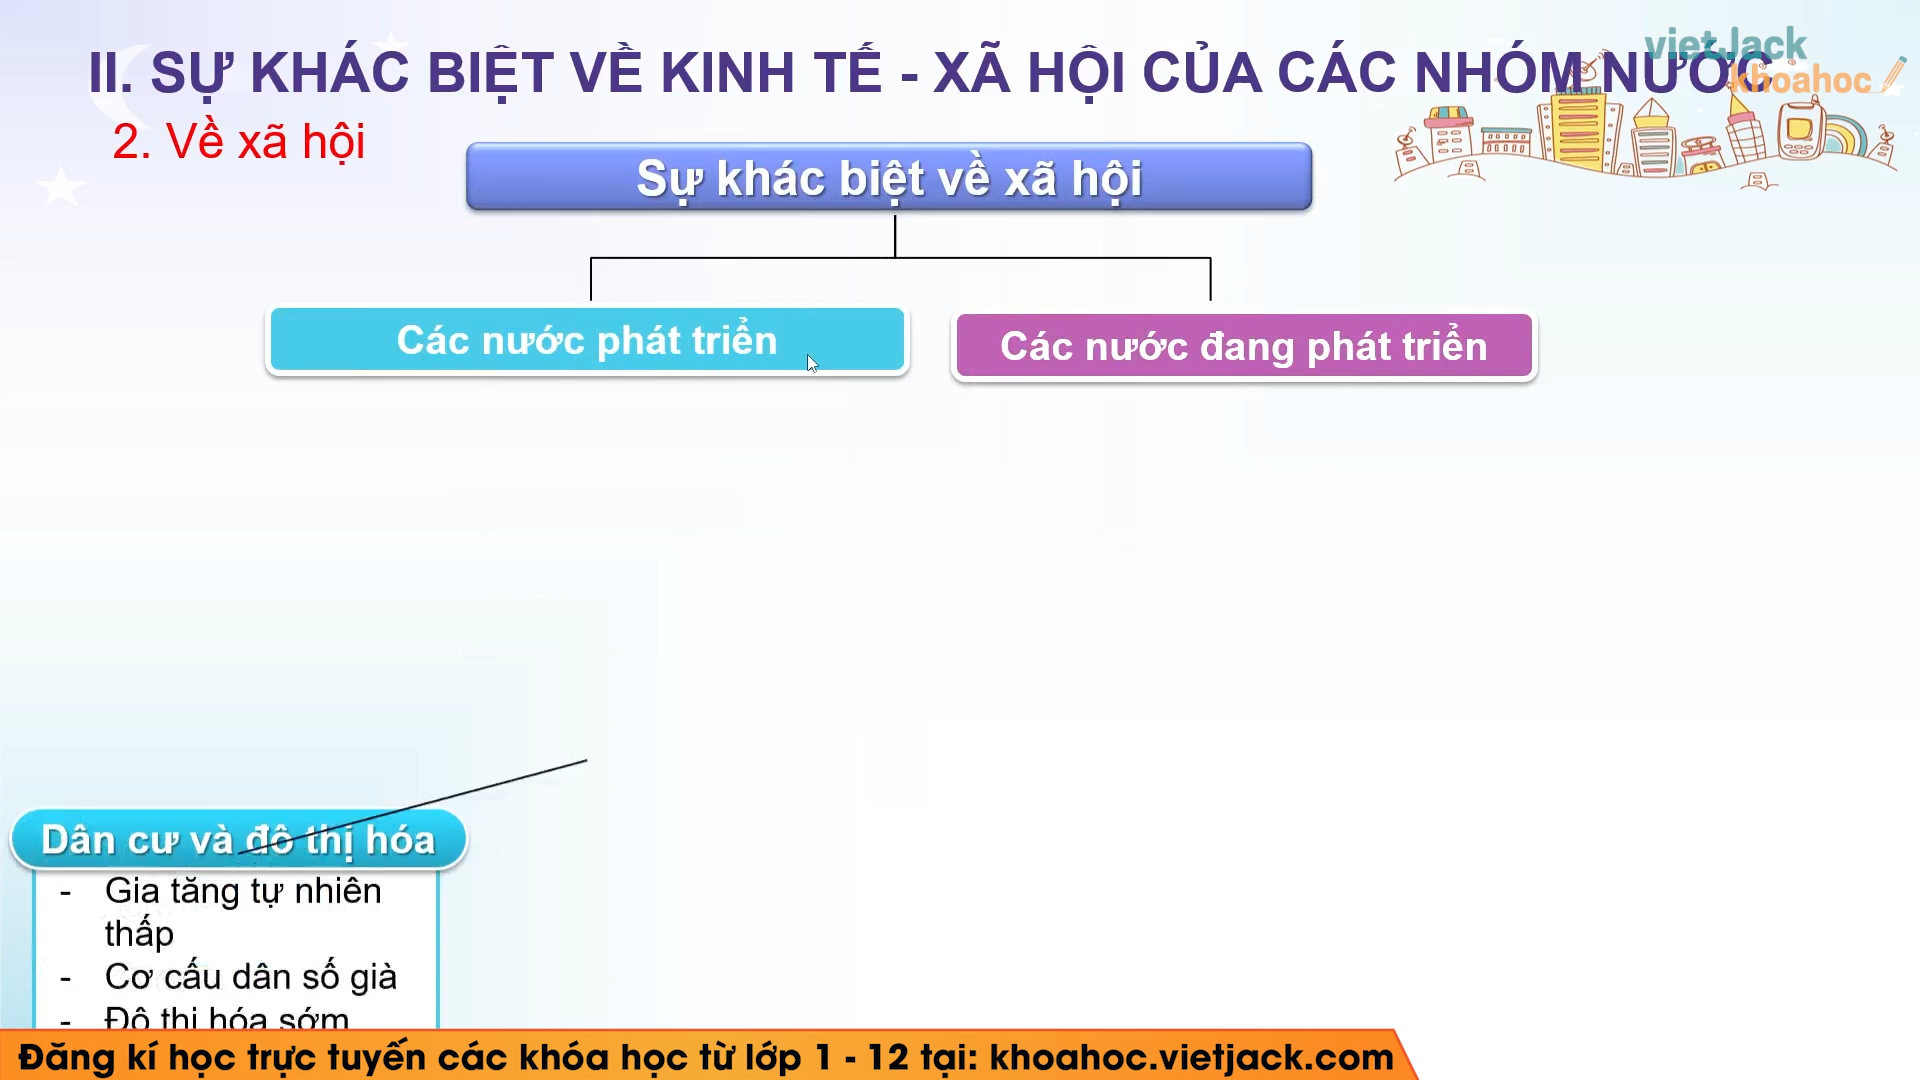 II. SỰ KHÁC BIỆT VỀ KINH TẾ - XÃ HỘI CỦA CÁC NHÓM NƯỚC
vietJack
khoahoc
2. Về xã hội
Sự khác biệt về xã hội
Các nước phát triển
Các nước đang phát triển
Dân cư và đô thị hóa
- Gia tăng tự nhiên
thấp
- Cơ cấu dân số già
- Đô thị hóa sớm
Đăng kí học trực tuyến các khóa học từ lớp 1 - 12 tại: khoahoc.vietjack.com